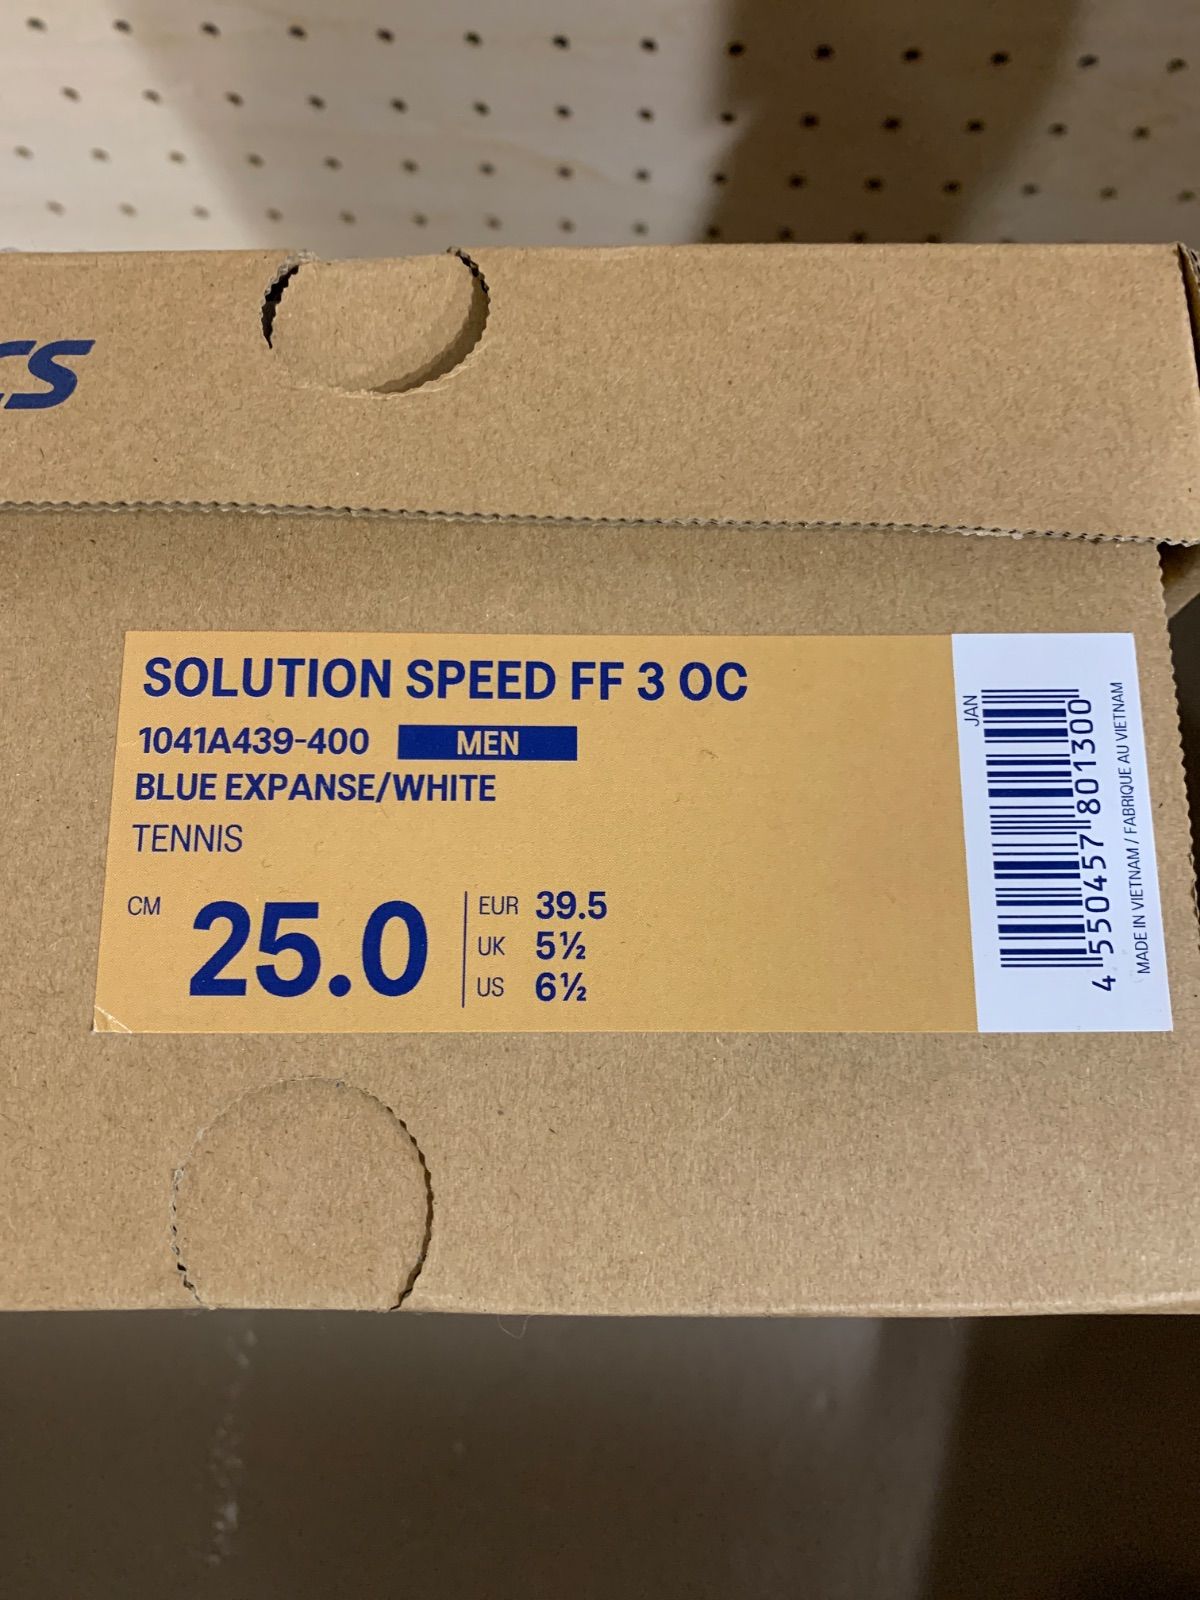 cs
SOLUTION SPEED FF 3 OC
1041A439-400 MEN
BLUE EXPANSE/WHITE
TENNIS
CM 25.0
EUR 39.5
UK 5½
US 6½
JAN
4 550457 801300
MADE IN VIETNAM / FABRIQUE AU VIETNAM